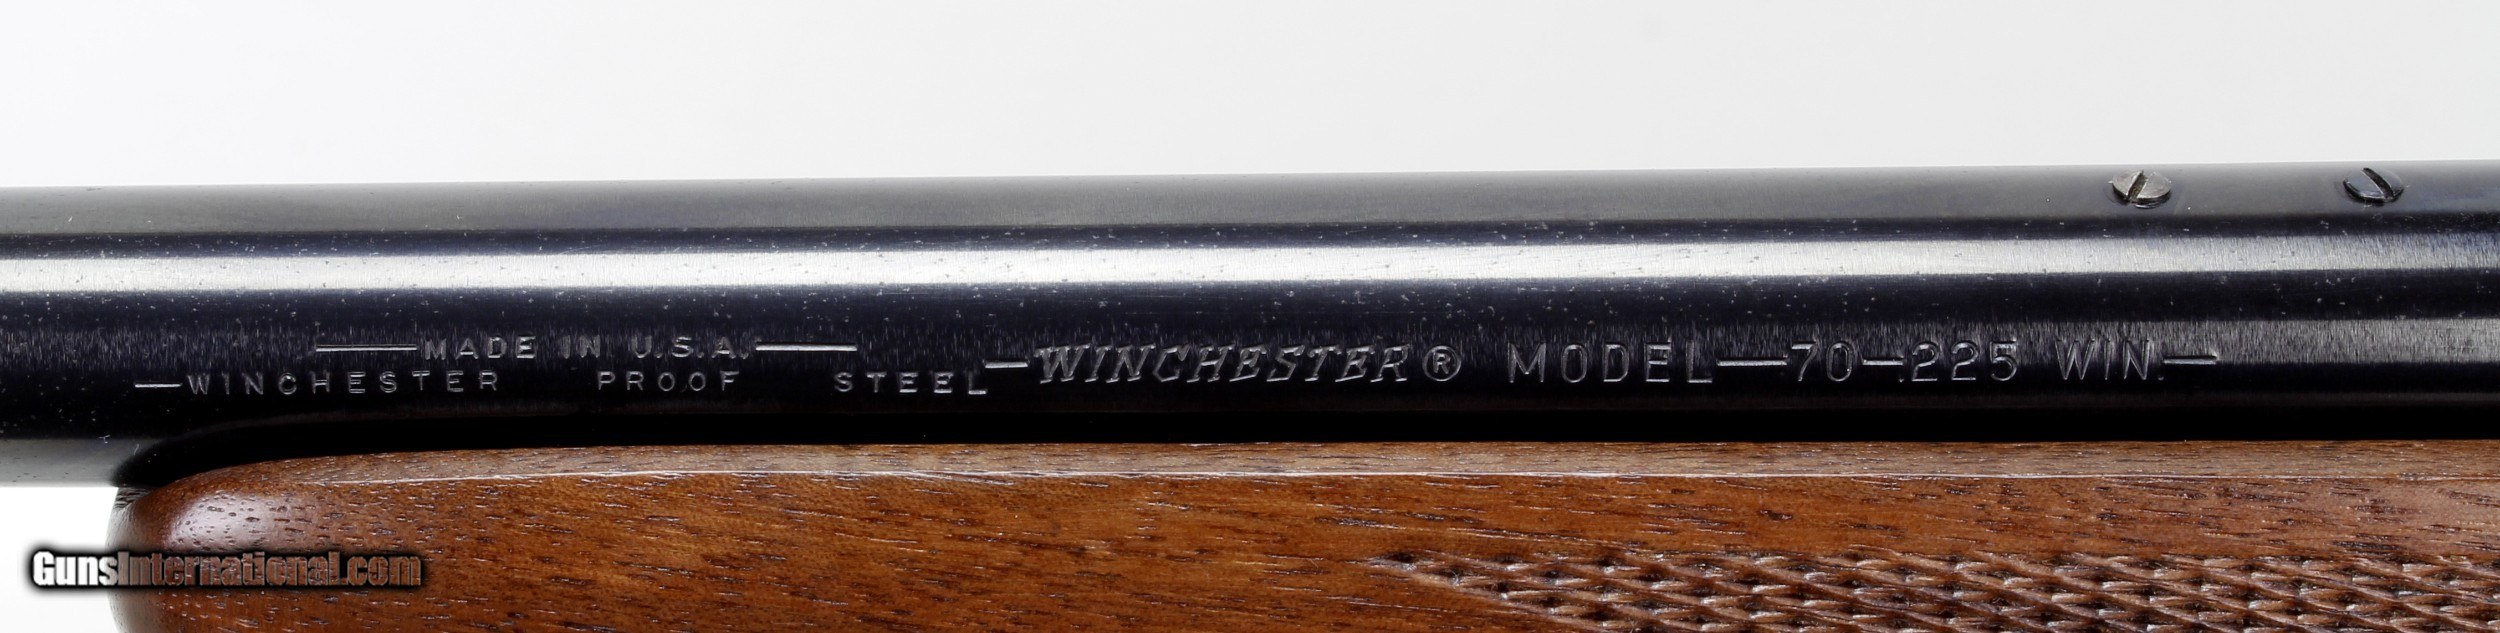 —MADE IN U.S.A.—
—WINCHESTER PROOF STEEL
—WINCHESTER® MODEL—70—.225 WIN.—
GunsInternational.com